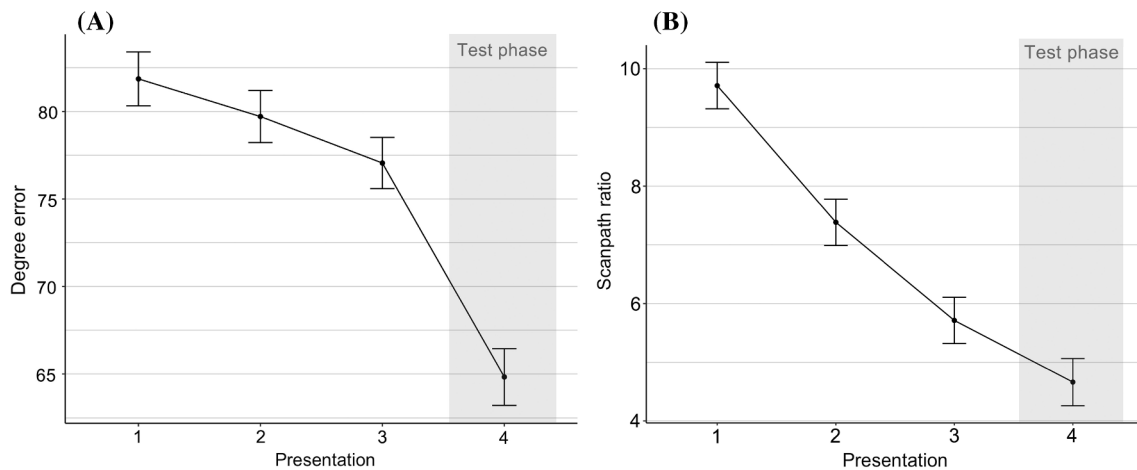 (A)
Test phase
Degree error
80
75
70
65
1 2 3 4
Presentation
(B)
Test phase
Scanpath ratio
10
8
6
4
1 2 3 4
Presentation